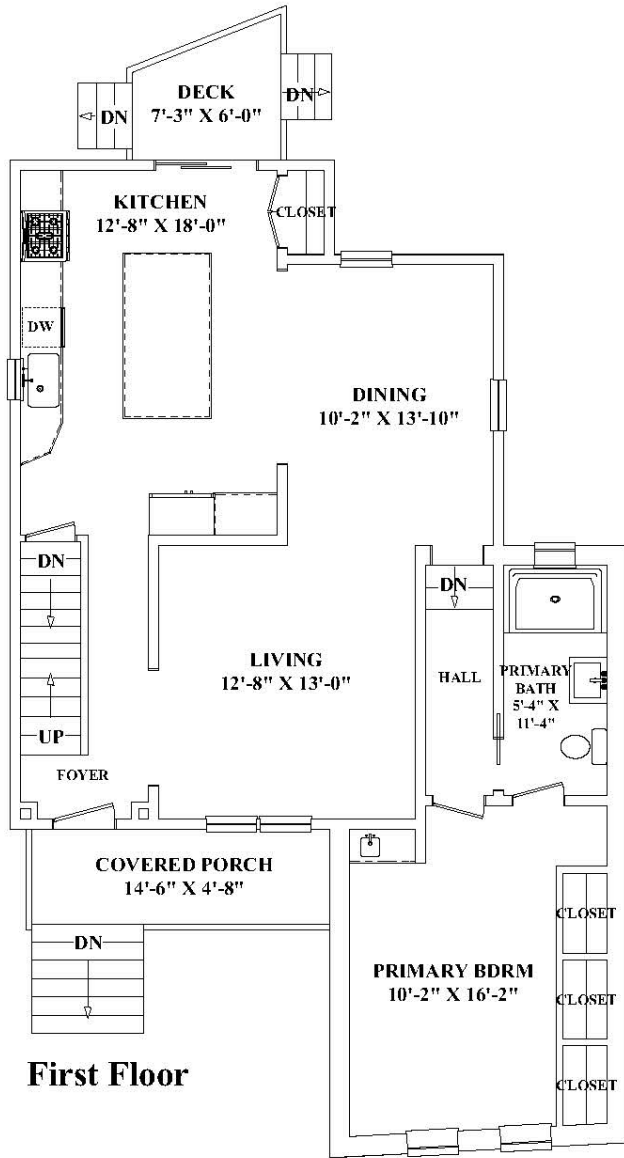 DECK
7'-3" X 6'-0"
DN
DN
KITCHEN
12'-8" X 18'-0"
CLOSET
DW
DINING
10'-2" X 13'-10"
DN
DN
LIVING
12'-8" X 13'-0"
HALL
PRIMARY
BATH
5'-4" X
11'-4"
UP
FOYER
COVERED PORCH
14'-6" X 4'-8"
DN
CLOSET
PRIMARY BDRM
10'-2" X 16'-2"
CLOSET
CLOSET
First Floor